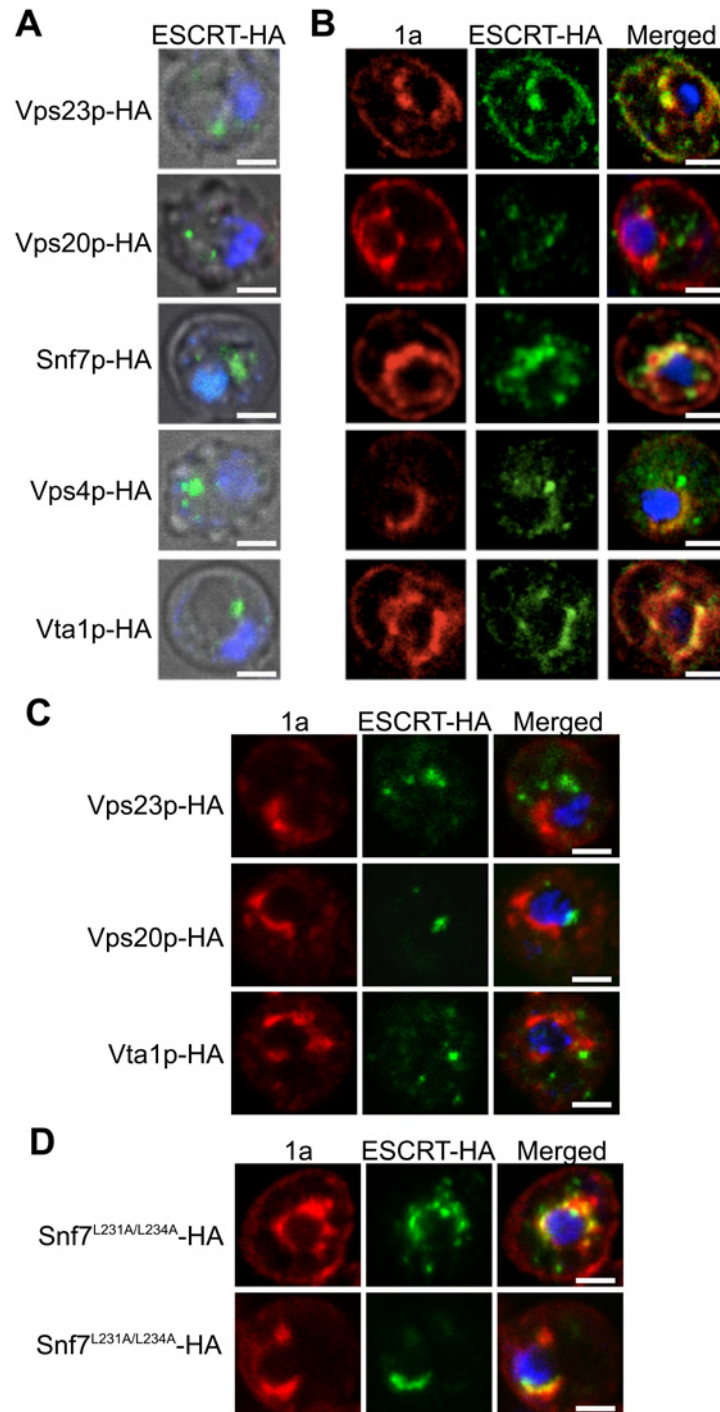 A
B
ESCRT-HA
1a ESCRT-HA Merged
Vps23p-HA
Vps20p-HA
Snf7p-HA
Vps4p-HA
Vta1p-HA
C
1a ESCRT-HA Merged
Vps23p-HA
Vps20p-HA
Vta1p-HA
D
1a ESCRT-HA Merged
Snf7L231A/L234A-HA
Snf7L231A/L234A-HA